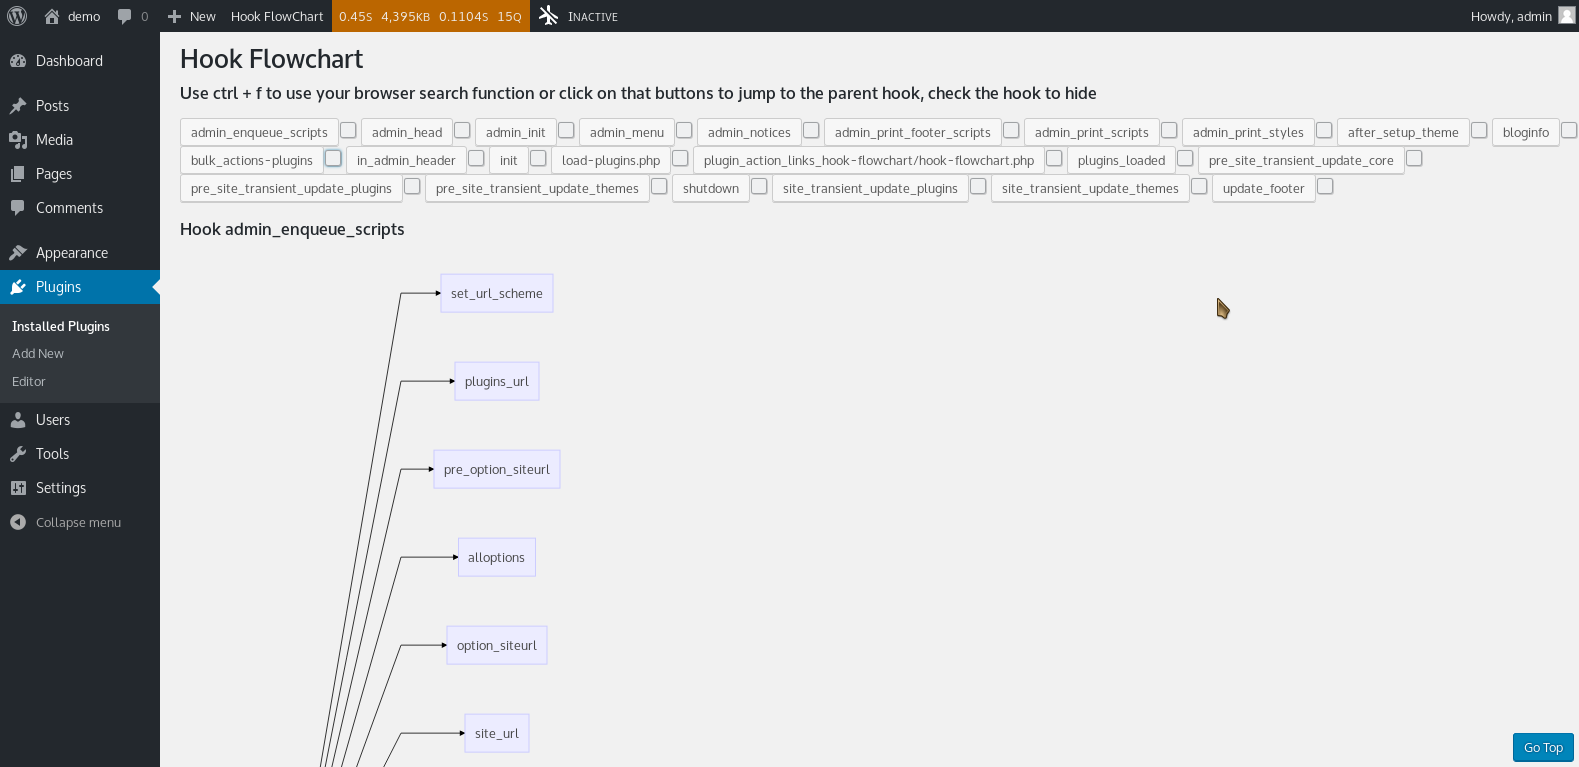 demo 0 New Hook FlowChart 0.45S 4,395KB 0.1104S 15Q INACTIVE Howdy, admin
Dashboard
Posts
Media
Pages
Comments
Appearance
Plugins
Installed Plugins
Add New
Editor
Users
Tools
Settings
Collapse menu
Hook Flowchart
Use ctrl + f to use your browser search function or click on that buttons to jump to the parent hook, check the hook to hide
admin_enqueue_scripts admin_head admin_init admin_menu admin_notices admin_print_footer_scripts admin_print_scripts admin_print_styles after_setup_theme bloginfo
bulk_actions-plugins in_admin_header init load-plugins.php plugin_action_links_hook-flowchart/hook-flowchart.php plugins_loaded pre_site_transient_update_core
pre_site_transient_update_plugins pre_site_transient_update_themes shutdown site_transient_update_plugins site_transient_update_themes update_footer
Hook admin_enqueue_scripts
set_url_scheme
plugins_url
pre_option_siteurl
alloptions
option_siteurl
site_url
Go Top